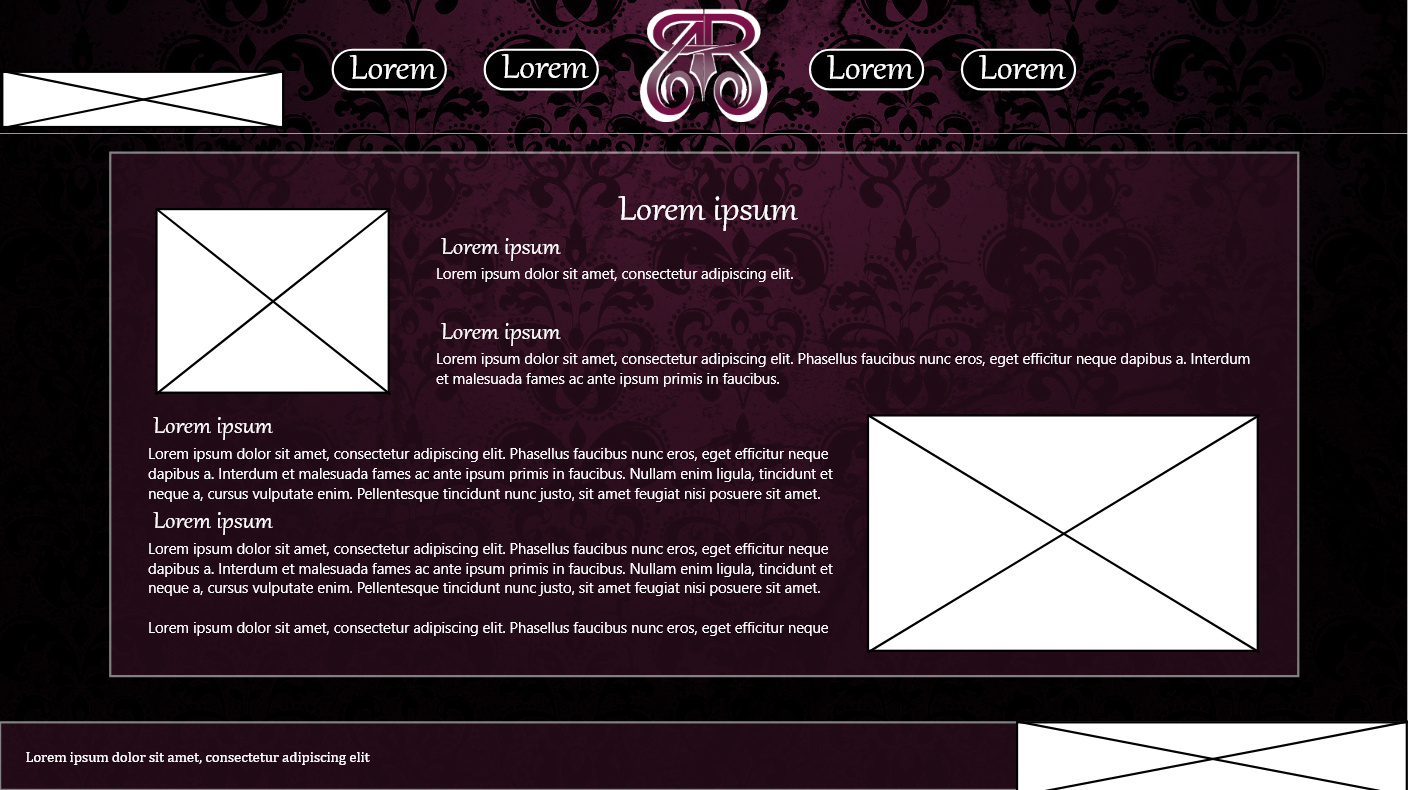 Lorem
Lorem
AR
Lorem
Lorem
Lorem ipsum
Lorem ipsum
Lorem ipsum dolor sit amet, consectetur adipiscing elit.
Lorem ipsum
Lorem ipsum dolor sit amet, consectetur adipiscing elit. Phasellus faucibus nunc eros, eget efficitur neque dapibus a. Interdum
et malesuada fames ac ante ipsum primis in faucibus.
Lorem ipsum
Lorem ipsum dolor sit amet, consectetur adipiscing elit. Phasellus faucibus nunc eros, eget efficitur neque
dapibus a. Interdum et malesuada fames ac ante ipsum primis in faucibus. Nullam enim ligula, tincidunt et
neque a, cursus vulputate enim. Pellentesque tincidunt nunc justo, sit amet feugiat nisi posuere sit amet.
Lorem ipsum
Lorem ipsum dolor sit amet, consectetur adipiscing elit. Phasellus faucibus nunc eros, eget efficitur neque
dapibus a. Interdum et malesuada fames ac ante ipsum primis in faucibus. Nullam enim ligula, tincidunt et
neque a, cursus vulputate enim. Pellentesque tincidunt nunc justo, sit amet feugiat nisi posuere sit amet.
Lorem ipsum dolor sit amet, consectetur adipiscing elit. Phasellus faucibus nunc eros, eget efficitur neque
Lorem ipsum dolor sit amet, consectetur adipiscing elit